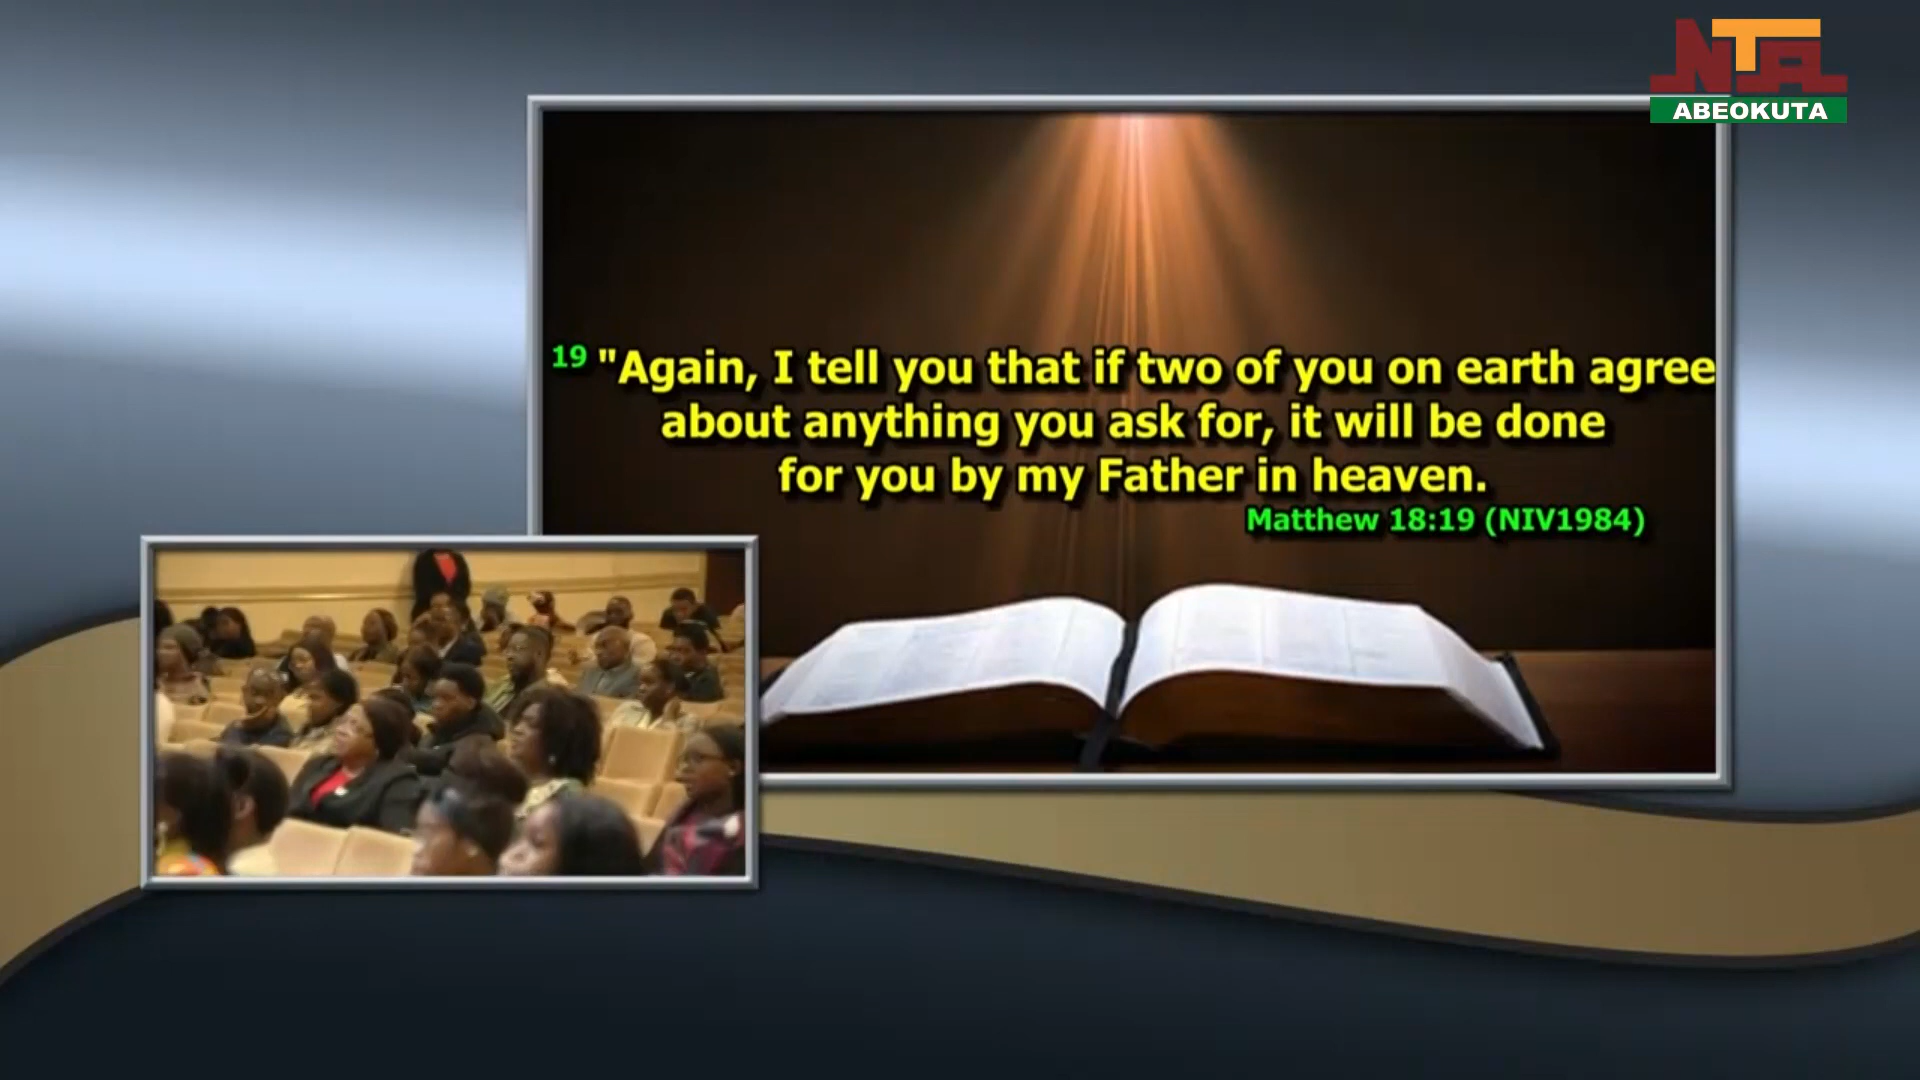 NTA
ABEOKUTA
19 "Again, I tell you that if two of you on earth agree
about anything you ask for, it will be done
for you by my Father in heaven.
Matthew 18:19 (NIV1984)